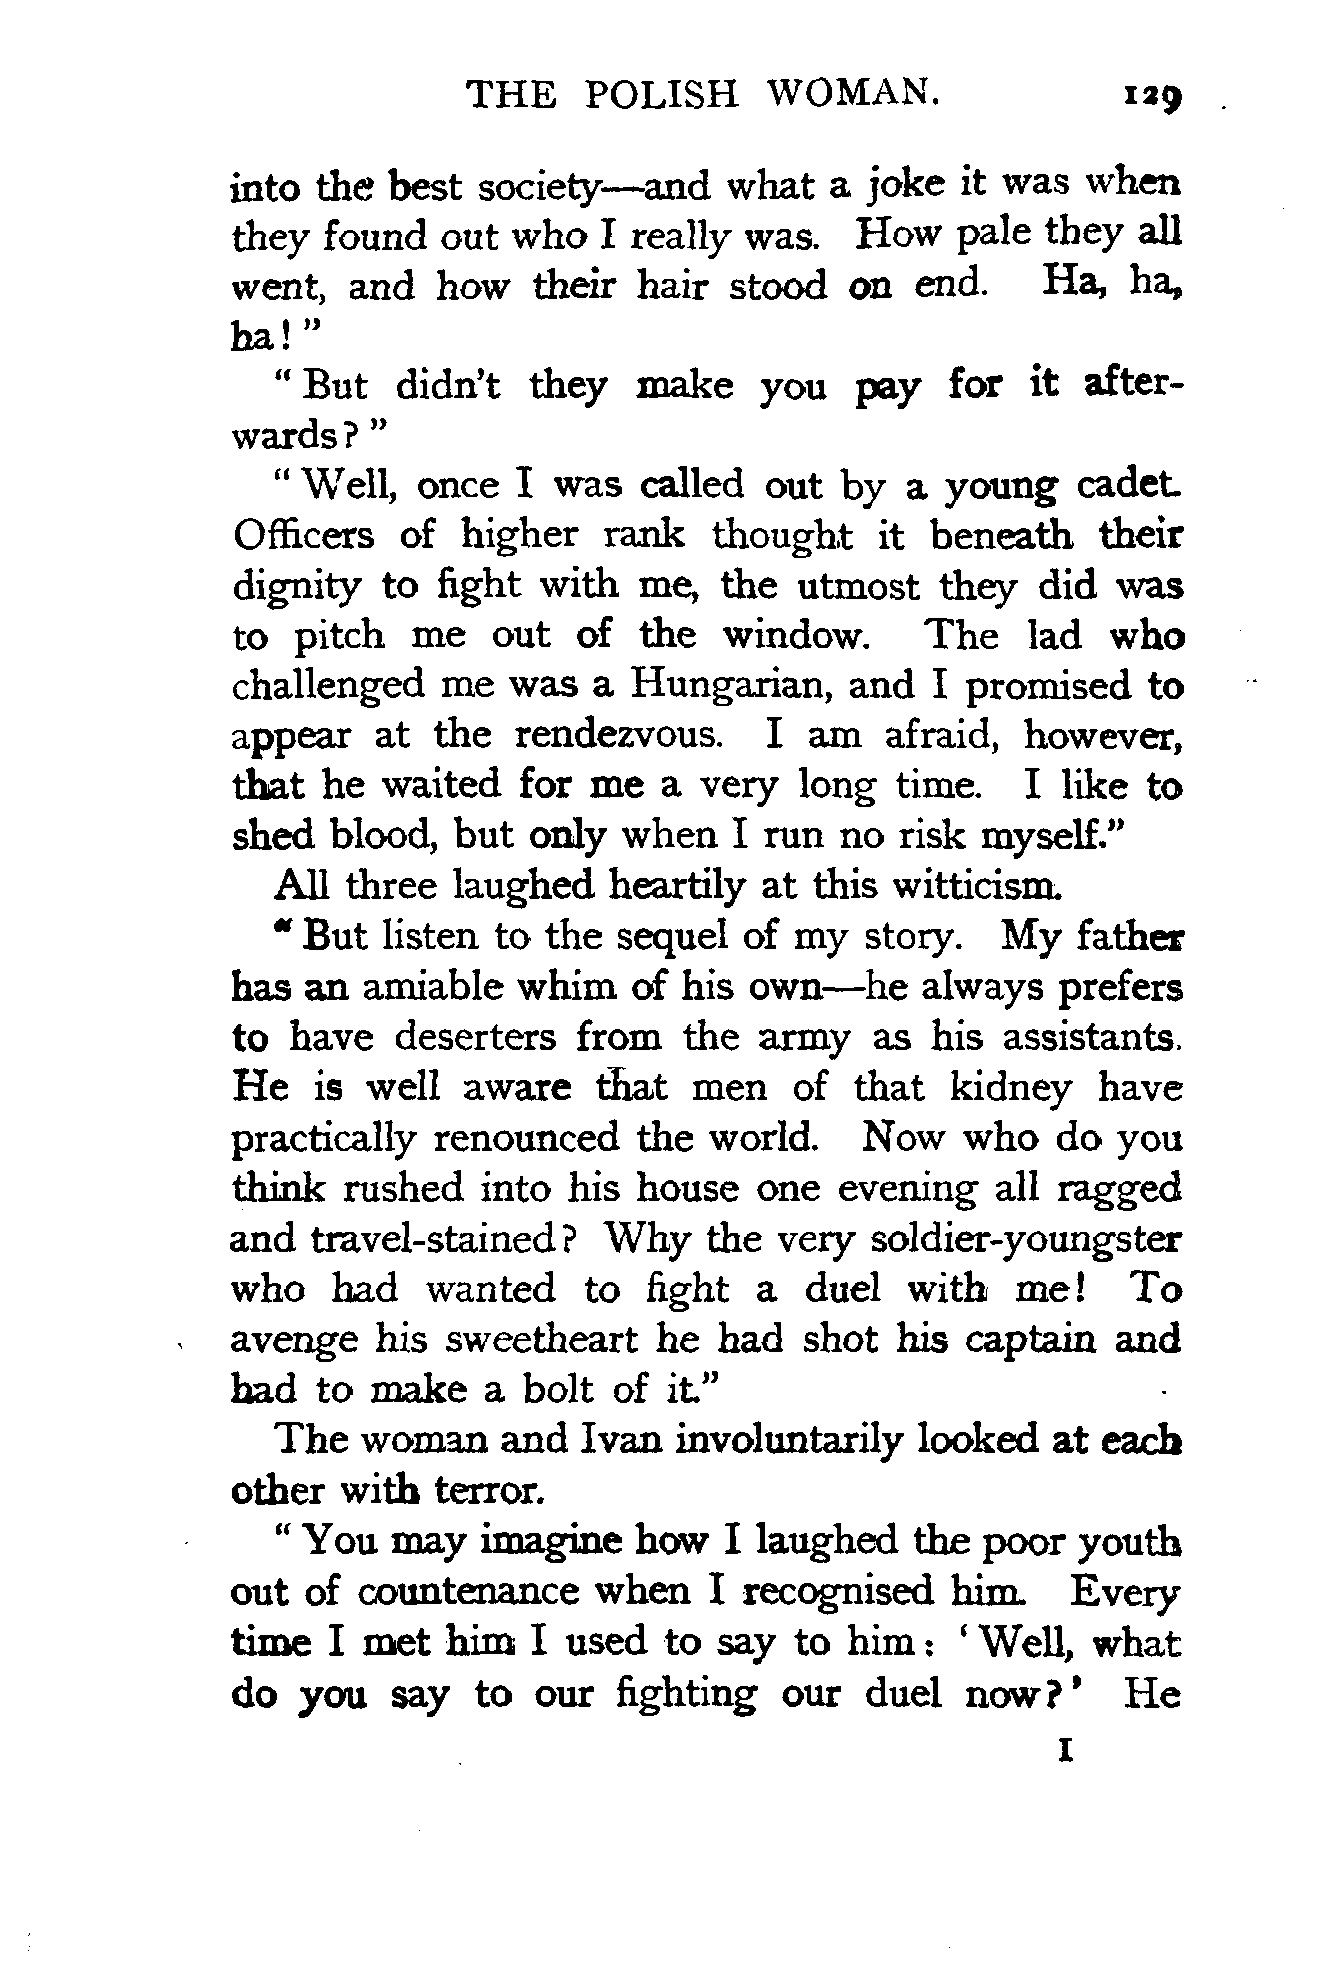 THE POLISH WOMAN. 129
into the best society—and what a joke it was when
they found out who I really was. How pale they all
went, and how their hair stood on end. Ha, ha,
ha! "
" But didn't they make you pay for it after-
wards? "
" Well, once I was called out by a young cadet.
Officers of higher rank thought it beneath their
dignity to fight with me, the utmost they did was
to pitch me out of the window. The lad who
challenged me was a Hungarian, and I promised to
appear at the rendezvous. I am afraid, however,
that he waited for me a very long time. I like to
shed blood, but only when I run no risk myself."
All three laughed heartily at this witticism.
" But listen to the sequel of my story. My father
has an amiable whim of his own—he always prefers
to have deserters from the army as his assistants.
He is well aware that men of that kidney have
practically renounced the world. Now who do you
think rushed into his house one evening all ragged
and travel-stained? Why the very soldier-youngster
who had wanted to fight a duel with me! To
avenge his sweetheart he had shot his captain and
had to make a bolt of it."
The woman and Ivan involuntarily looked at each
other with terror.
" You may imagine how I laughed the poor youth
out of countenance when I recognised him. Every
time I met him I used to say to him: ' Well, what
do you say to our fighting our duel now? ' He
I